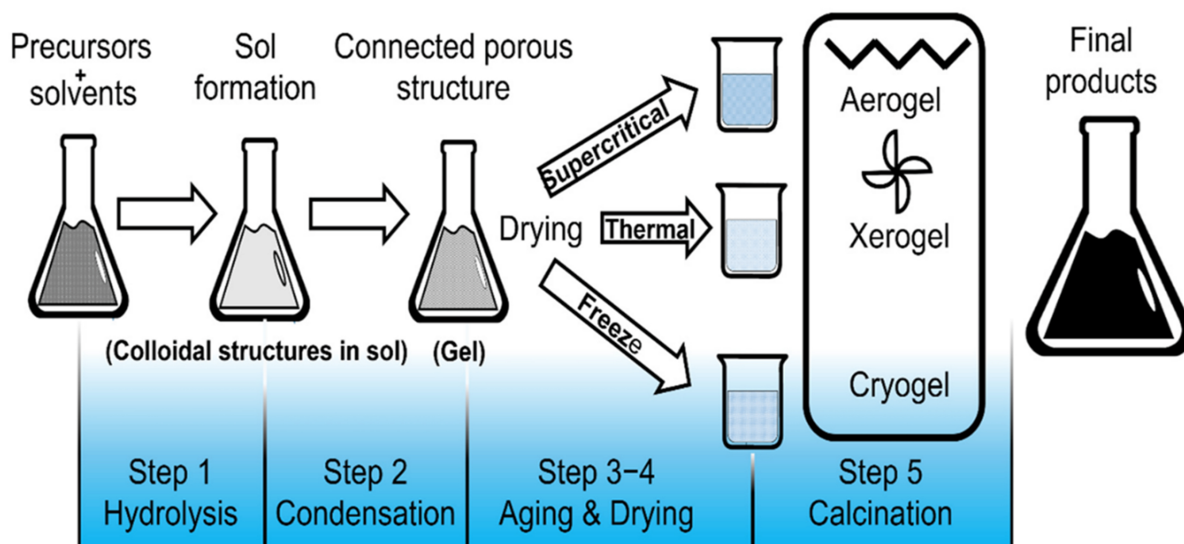 Precursors
+
solvents
Sol
formation
Connected porous
structure
(Colloidal structures in sol)
(Gel)
Drying
Supercritical
Thermal
Freeze
Aerogel
Xerogel
Cryogel
Final
products
Step 1
Hydrolysis
Step 2
Condensation
Step 3−4
Aging & Drying
Step 5
Calcination